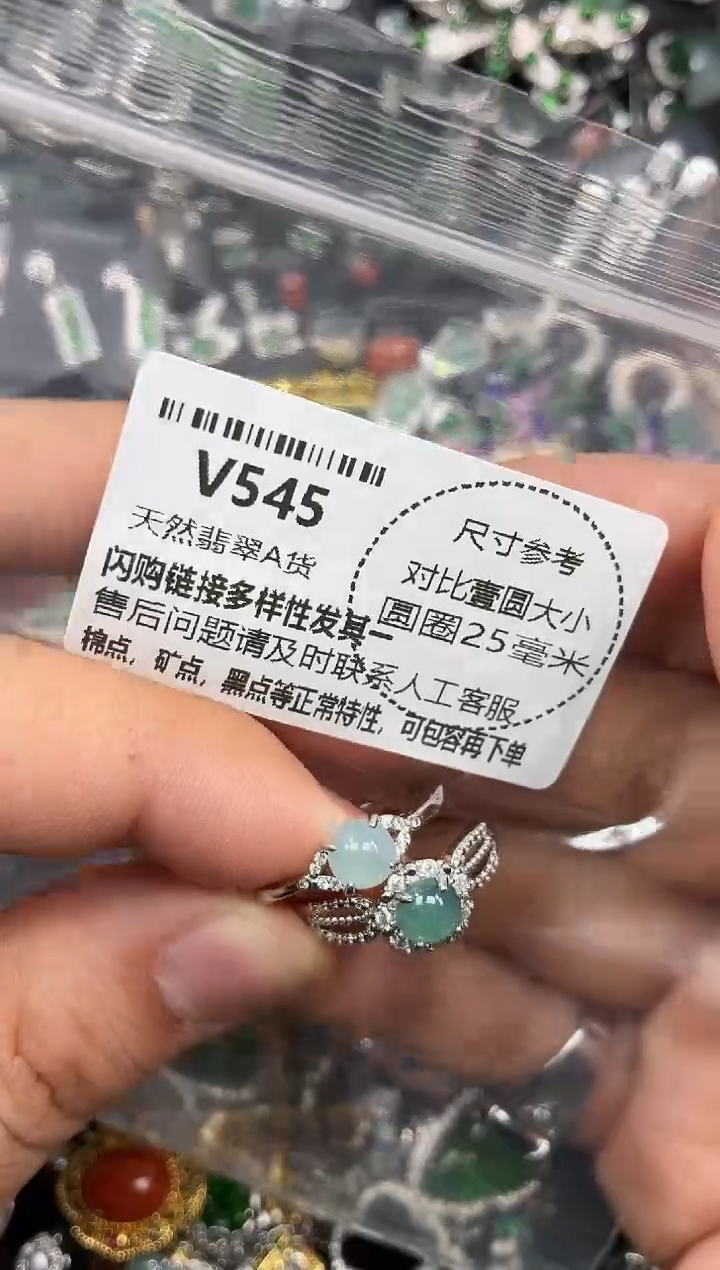 V545
天然翡翠A货
闪购链接多样性发其一
售后问题请及时联系人工客服
棉点，矿点，黑点等正常特性，可包容再下单
尺寸参考
对比壹圆大小
圆圈25毫米